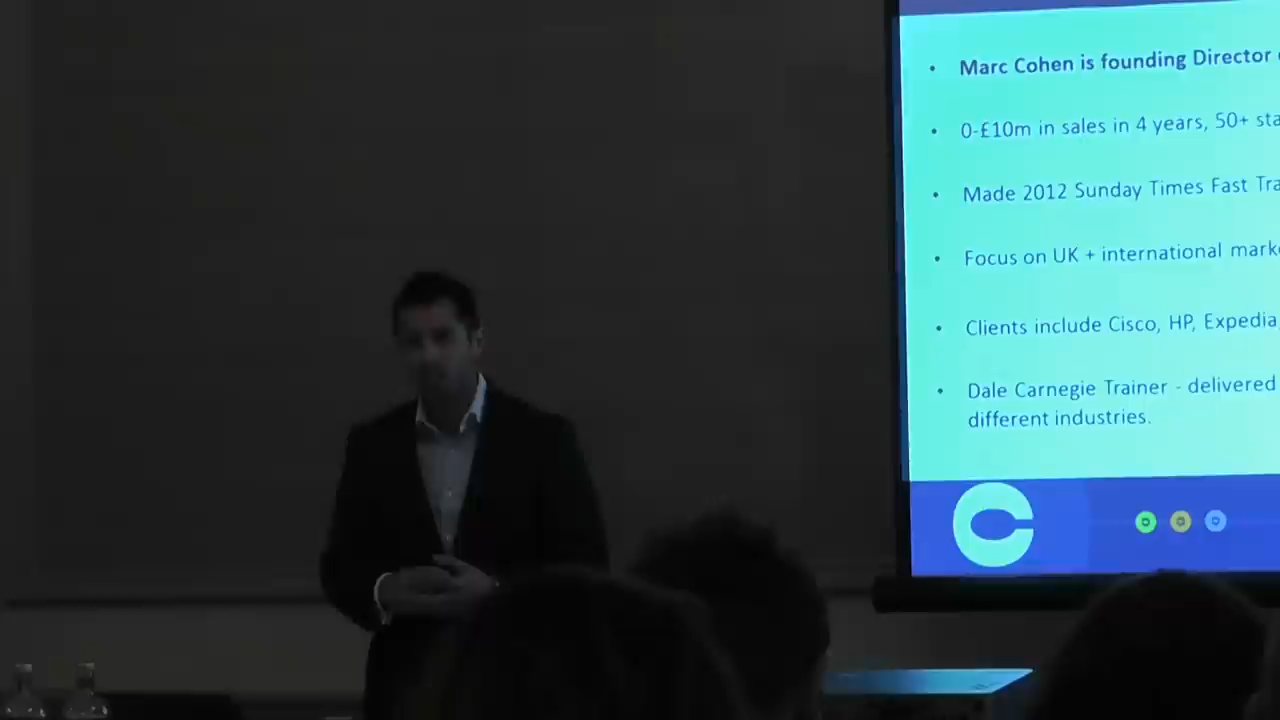 • Marc Cohen is founding Director
• 0-£10m in sales in 4 years, 50+
• Made 2012 Sunday Times Fast
• Focus on UK + international
• Clients include Cisco, HP, Expedia
• Dale Carnegie Trainer - delivered
different industries.